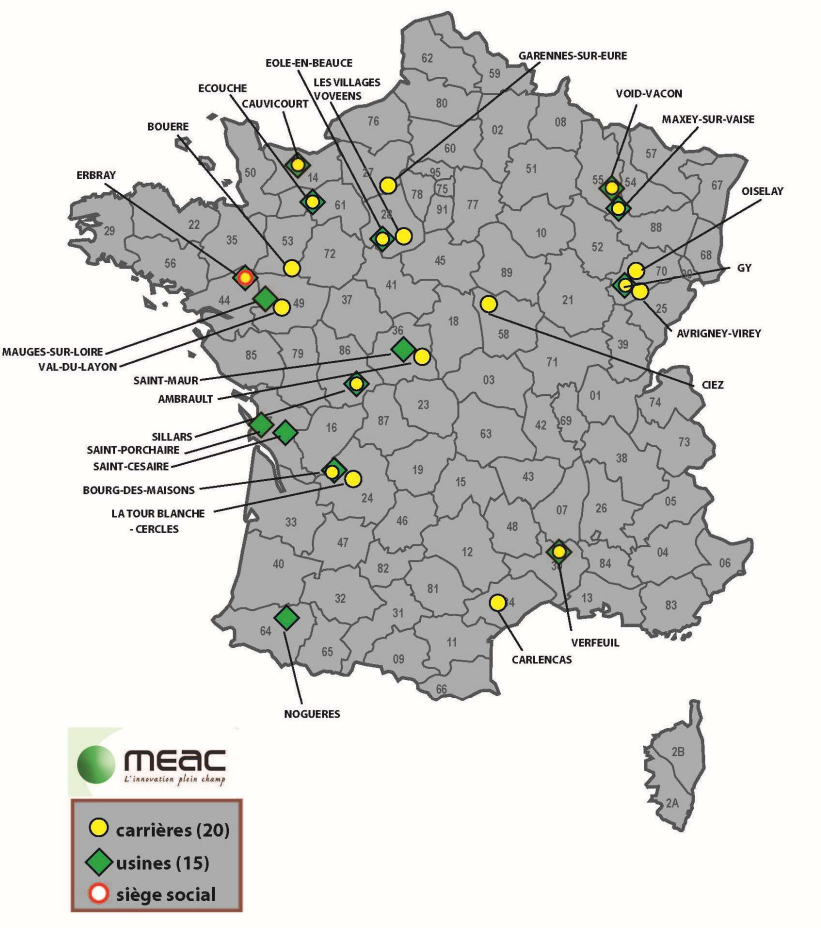 GARENNES-SUR-EURE
EOLE-EN-BEAUCE
LES VILLAGES
VOVEENS
ECOUCHE
CAUVICOURT
BOUERE
ERBRAY
VOID-VACON
MAXEY-SUR-VAISE
OISELAY
GY
AVRIGNEY-VIREY
CIEZ
MAUGES-SUR-LOIRE
VAL-DU-LAYON
SAINT-MAUR
AMBRAULT
SILLARS
SAINT-PORCHAIRE
SAINT-CESAIRE
BOURG-DES-MAISONS
LA TOUR BLANCHE
- CERCLES
VERFEUIL
CARLENCAS
NOGUERES
62
59
80
76
02
08
60
57
51
95
50
14
27
55
54
67
78
75
61
91
77
28
22
29
35
53
10
88
52
56
72
45
68
89
70
41
44
49
37
21
25
18
36
58
39
85
79
86
71
03
01
74
23
16
87
42
69
63
73
38
19
15
43
24
05
07
26
33
46
48
47
04
40
12
82
84
06
81
32
13
83
31
64
11
65
09
66
2B
2A
meac
L'innovation plein champ
carrières (20)
usines (15)
siège social